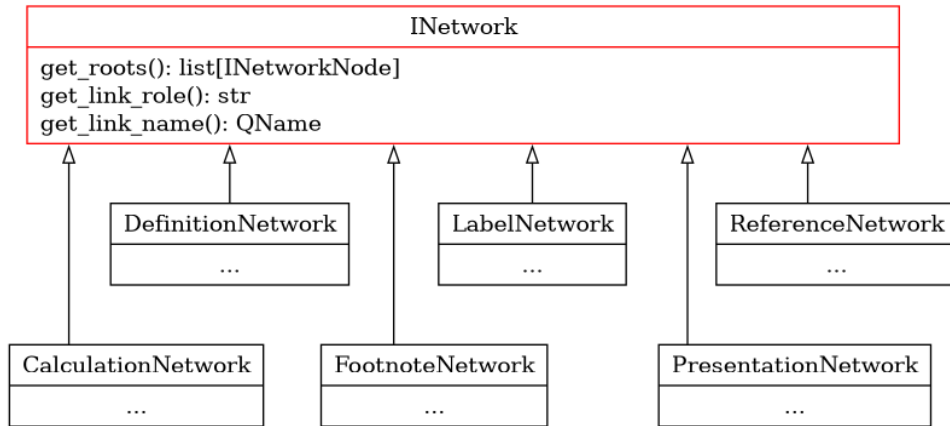 INetwork
get_roots(): list[INetworkNode]
get_link_role(): str
get_link_name(): QName
DefinitionNetwork
...
LabelNetwork
...
ReferenceNetwork
...
CalculationNetwork
...
FootnoteNetwork
...
PresentationNetwork
...